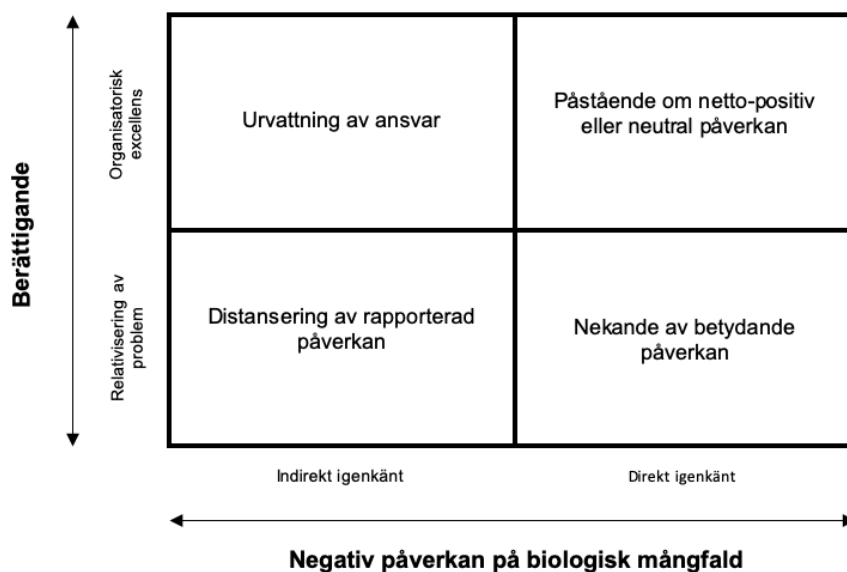 Berättigande
Organisatorisk
excellens
Urvattning av ansvar
Påstående om netto-positiv
eller neutral påverkan
Relativisering av
problem
Distansering av rapporterad
påverkan
Nekande av betydande
påverkan
Indirekt igenkänt
Direkt igenkänt
Negativ påverkan på biologisk mångfald